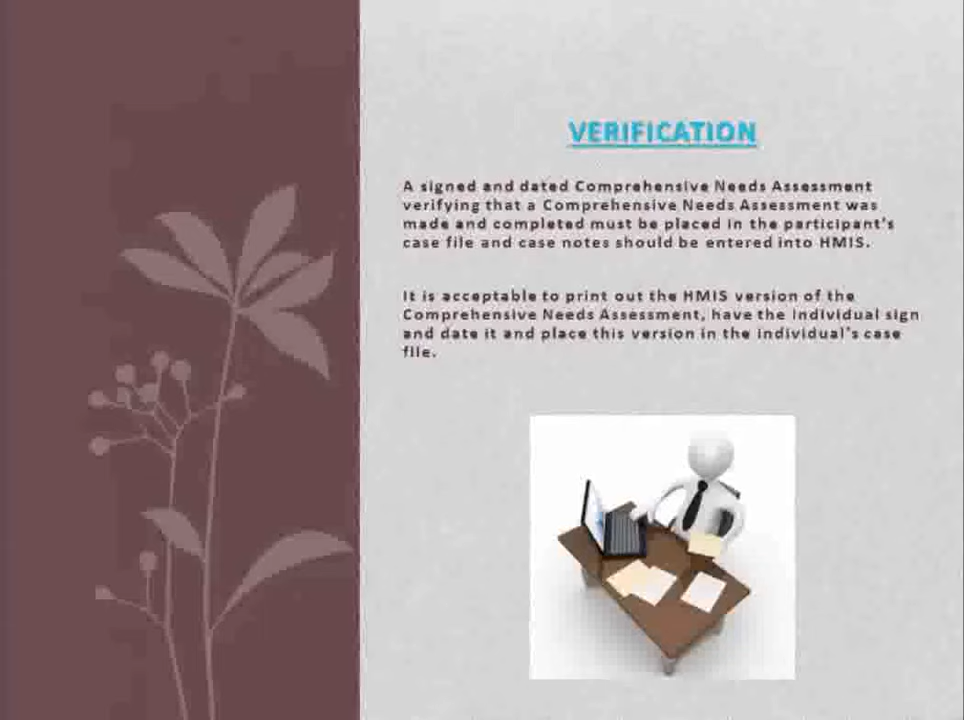 VERIFICATION
A signed and dated Comprehensive Needs Assessment
verifying that a Comprehensive Needs Assessment was
made and completed must be placed in the participant's
case file and case notes should be entered into HMIS.
It is acceptable to print out the HMIS version of the
Comprehensive Needs Assessment, have the individual sign
and date it and place this version in the individual's case
file.